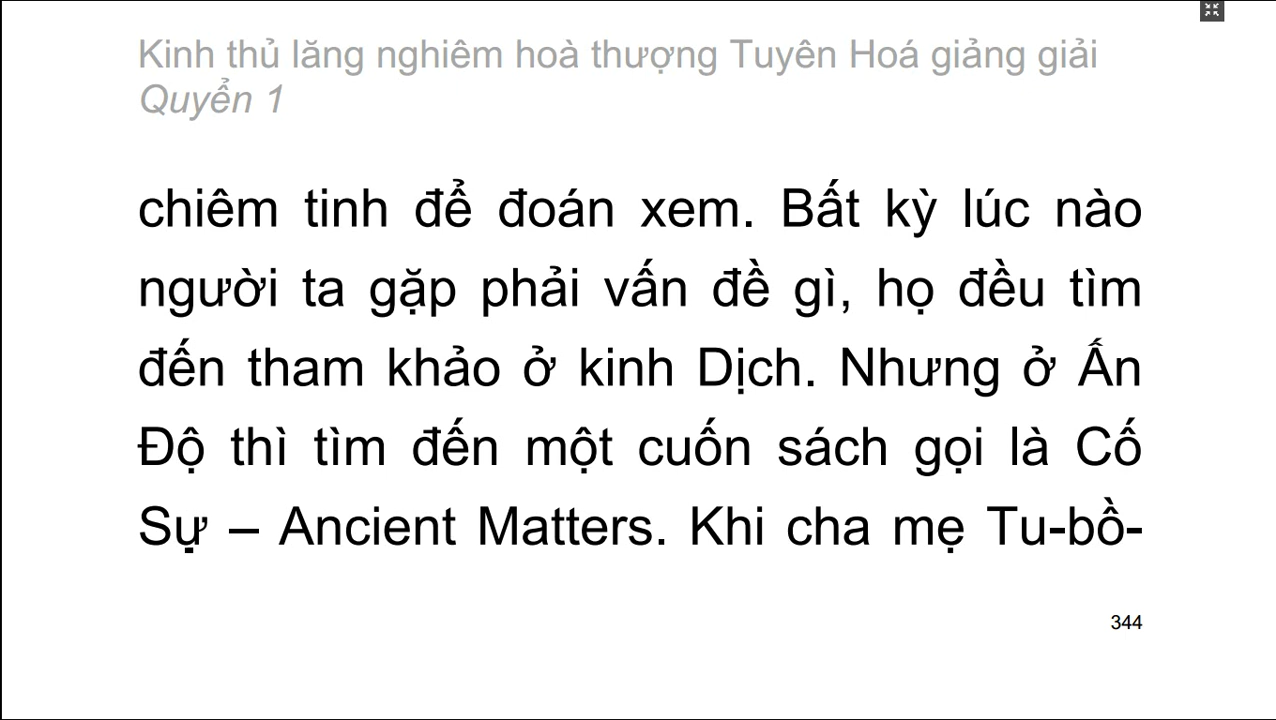 Kinh thủ lăng nghiêm hoà thượng Tuyên Hoá giảng giải
Quyển 1
chiêm tinh để đoán xem. Bất kỳ lúc nào
người ta gặp phải vấn đề gì, họ đều tìm
đến tham khảo ở kinh Dịch. Nhưng ở Ấn
Độ thì tìm đến một cuốn sách gọi là Cố
Sự – Ancient Matters. Khi cha mẹ Tu-bồ-
344